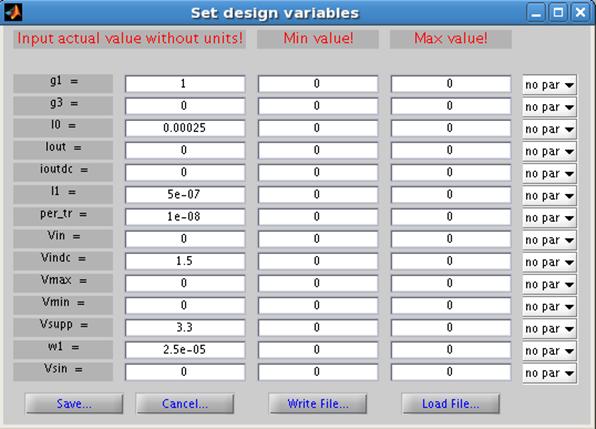 Set design variables
Input actual value without units! Min value! Max value!
g1 = 1 0 0 no par
g3 = 0 0 0 no par
I0 = 0.00025 0 0 no par
Iout = 0 0 0 no par
ioutdc = 0 0 0 no par
l1 = 5e-07 0 0 no par
per_tr = 1e-08 0 0 no par
Vin = 0 0 0 no par
Vindc = 1.5 0 0 no par
Vmax = 0 0 0 no par
Vmin = 0 0 0 no par
Vsupp = 3.3 0 0 no par
w1 = 2.5e-05 0 0 no par
Vsin = 0 0 0 no par
Save... Cancel... Write File... Load File...